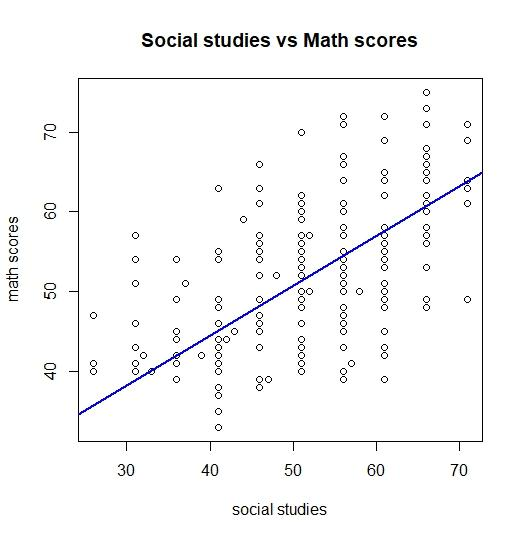 Social studies vs Math scores
math scores
70
60
50
40
30 40 50 60 70
social studies